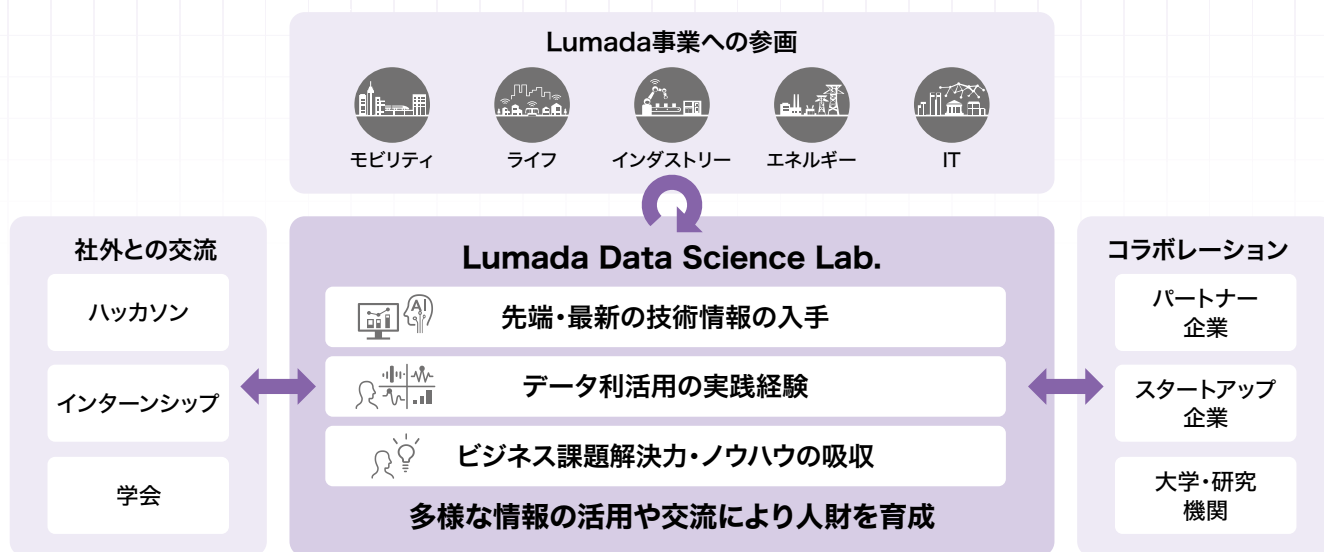 Lumada事業への参画
モビリティ
ライフ
インダストリー
エネルギー
IT
社外との交流
ハッカソン
インターンシップ
学会
Lumada Data Science Lab.
AI
先端・最新の技術情報の入手
データ利活用の実践経験
ビジネス課題解決力・ノウハウの吸収
多様な情報の活用や交流により人財を育成
コラボレーション
パートナー
企業
スタートアップ
企業
大学・研究
機関